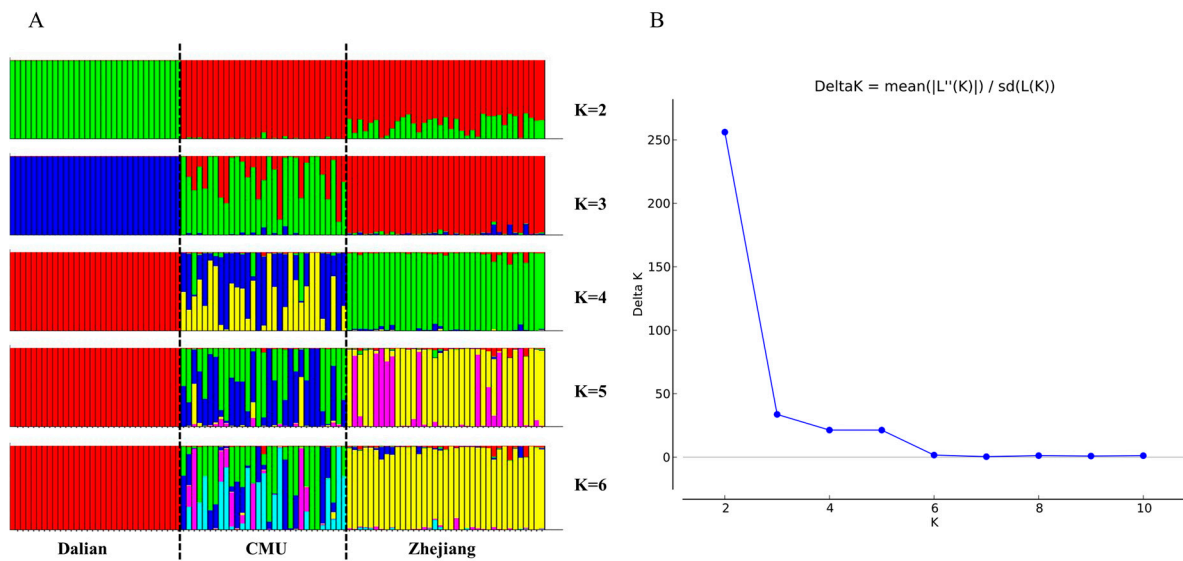 A
K=2
K=3
K=4
K=5
K=6
Dalian CMU Zhejiang
B
DeltaK = mean(|L''(K)|) / sd(L(K))
Delta K
250
200
150
100
50
0
2 4 6 8 10
K